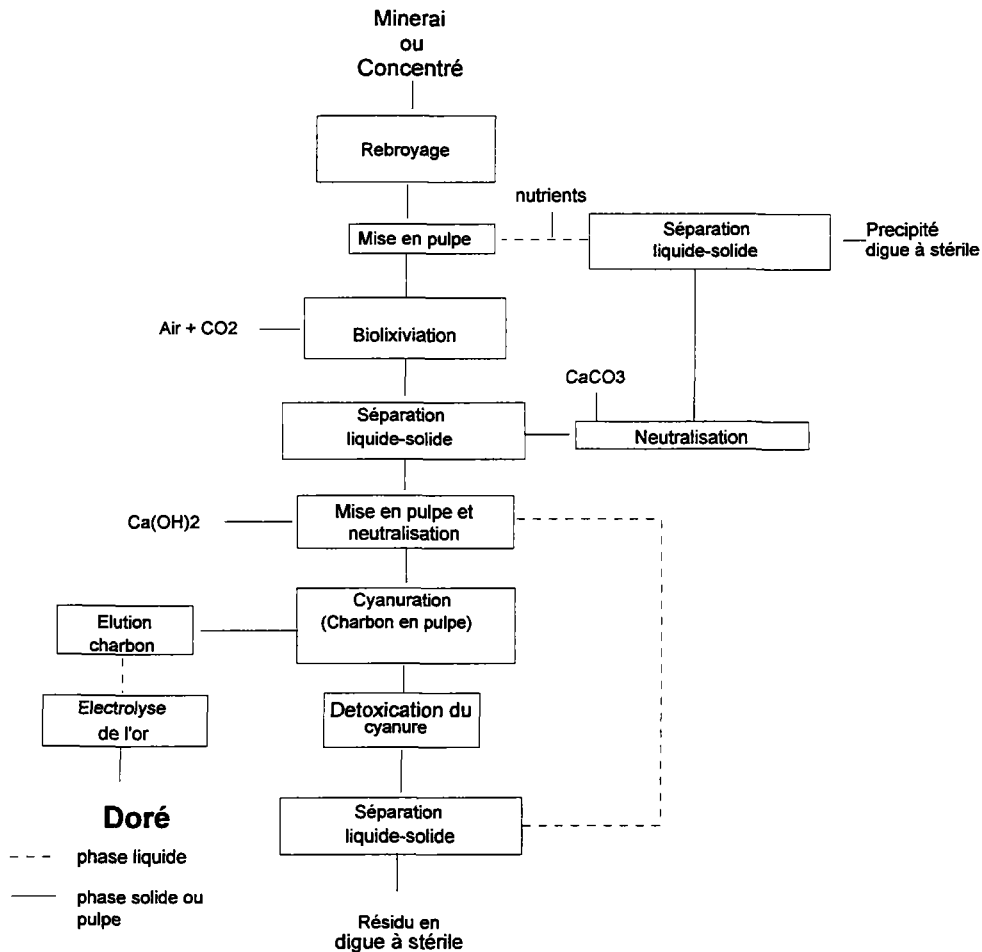 Minerai
ou
Concentré
Rebroyage
nutrients
Mise en pulpe
Séparation
liquide-solide
Precipité
digue à stérile
Air + CO2
Biolixiviation
CaCO3
Séparation
liquide-solide
Neutralisation
Ca(OH)2
Mise en pulpe et
neutralisation
Cyanuration
(Charbon en pulpe)
Elution
charbon
Electrolyse
de l'or
Detoxication du
cyanure
Doré
Séparation
liquide-solide
phase liquide
phase solide ou
pulpe
Résidu en
digue à stérile